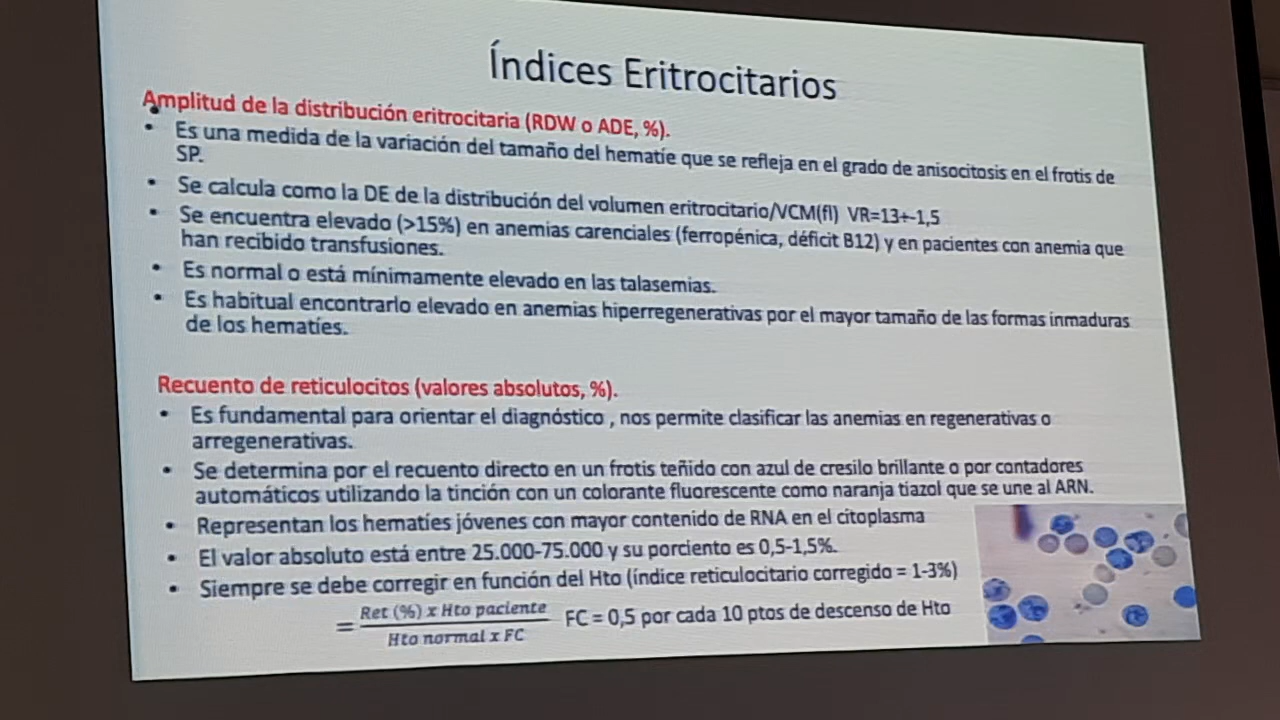 Índices Eritrocitarios
Amplitud de la distribución eritrocitaria (RDW o ADE, %).
•
• Es una medida de la variación del tamaño del hematíe que se refleja en el grado de anisocitosis en el frotis de
SP.
• Se calcula como la DE de la distribución del volumen eritrocitario/VCM(fl) VR=13+-1,5
• Se encuentra elevado (>15%) en anemias carenciales (ferropénica, déficit B12) y en pacientes con anemia que
han recibido transfusiones.
• Es normal o está mínimamente elevado en las talasemias.
• Es habitual encontrarlo elevado en anemias hiperregenerativas por el mayor tamaño de las formas inmaduras
de los hematíes.
Recuento de reticulocitos (valores absolutos, %).
• Es fundamental para orientar el diagnóstico , nos permite clasificar las anemias en regenerativas o
arregenerativas.
• Se determina por el recuento directo en un frotis teñido con azul de cresilo brillante o por contadores
automáticos utilizando la tinción con un colorante fluorescente como naranja tiazol que se une al ARN.
• Representan los hematíes jóvenes con mayor contenido de RNA en el citoplasma
• El valor absoluto está entre 25.000-75.000 y su porciento es 0,5-1,5%.
• Siempre se debe corregir en función del Hto (índice reticulocitario corregido = 1-3%)
= Ret (%) x Hto paciente
Hto normal x FC
FC = 0,5 por cada 10 ptos de descenso de Hto